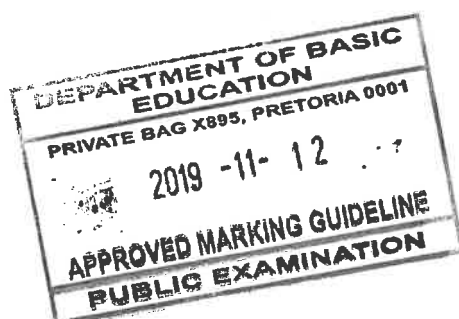 DEPARTMENT OF BASIC
EDUCATION
PRIVATE BAG X895, PRETORIA 0001
2019 -11- 12
APPROVED MARKING GUIDELINE
PUBLIC EXAMINATION